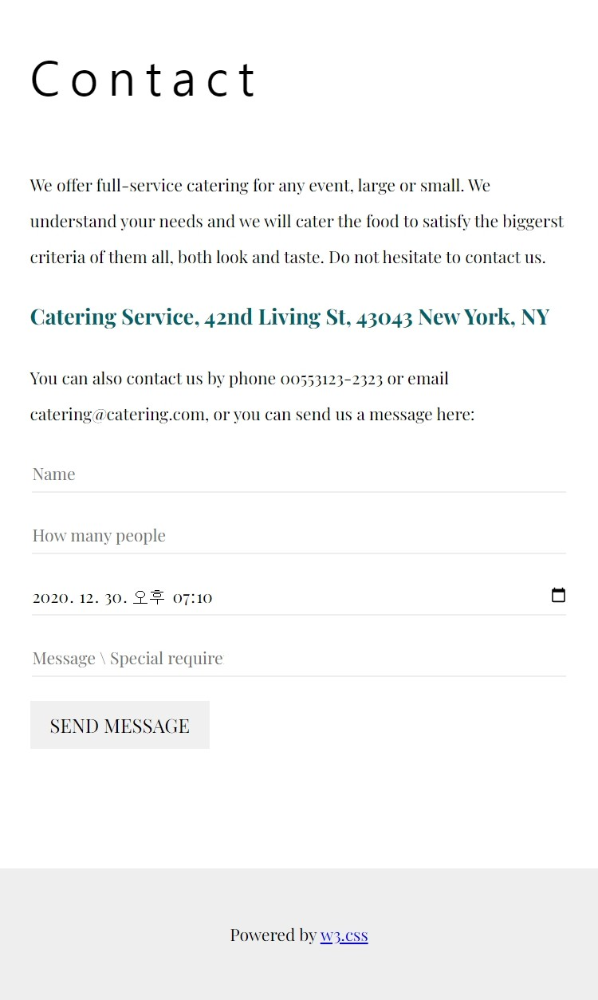 Contact
We offer full-service catering for any event, large or small. We
understand your needs and we will cater the food to satisfy the biggerst
criteria of them all, both look and taste. Do not hesitate to contact us.
Catering Service, 42nd Living St, 43043 New York, NY
You can also contact us by phone 00553123-2323 or email
catering@catering.com, or you can send us a message here:
Name
How many people
2020. 12. 30. 오후 07:10
Message \ Special require
SEND MESSAGE
Powered by w3.css